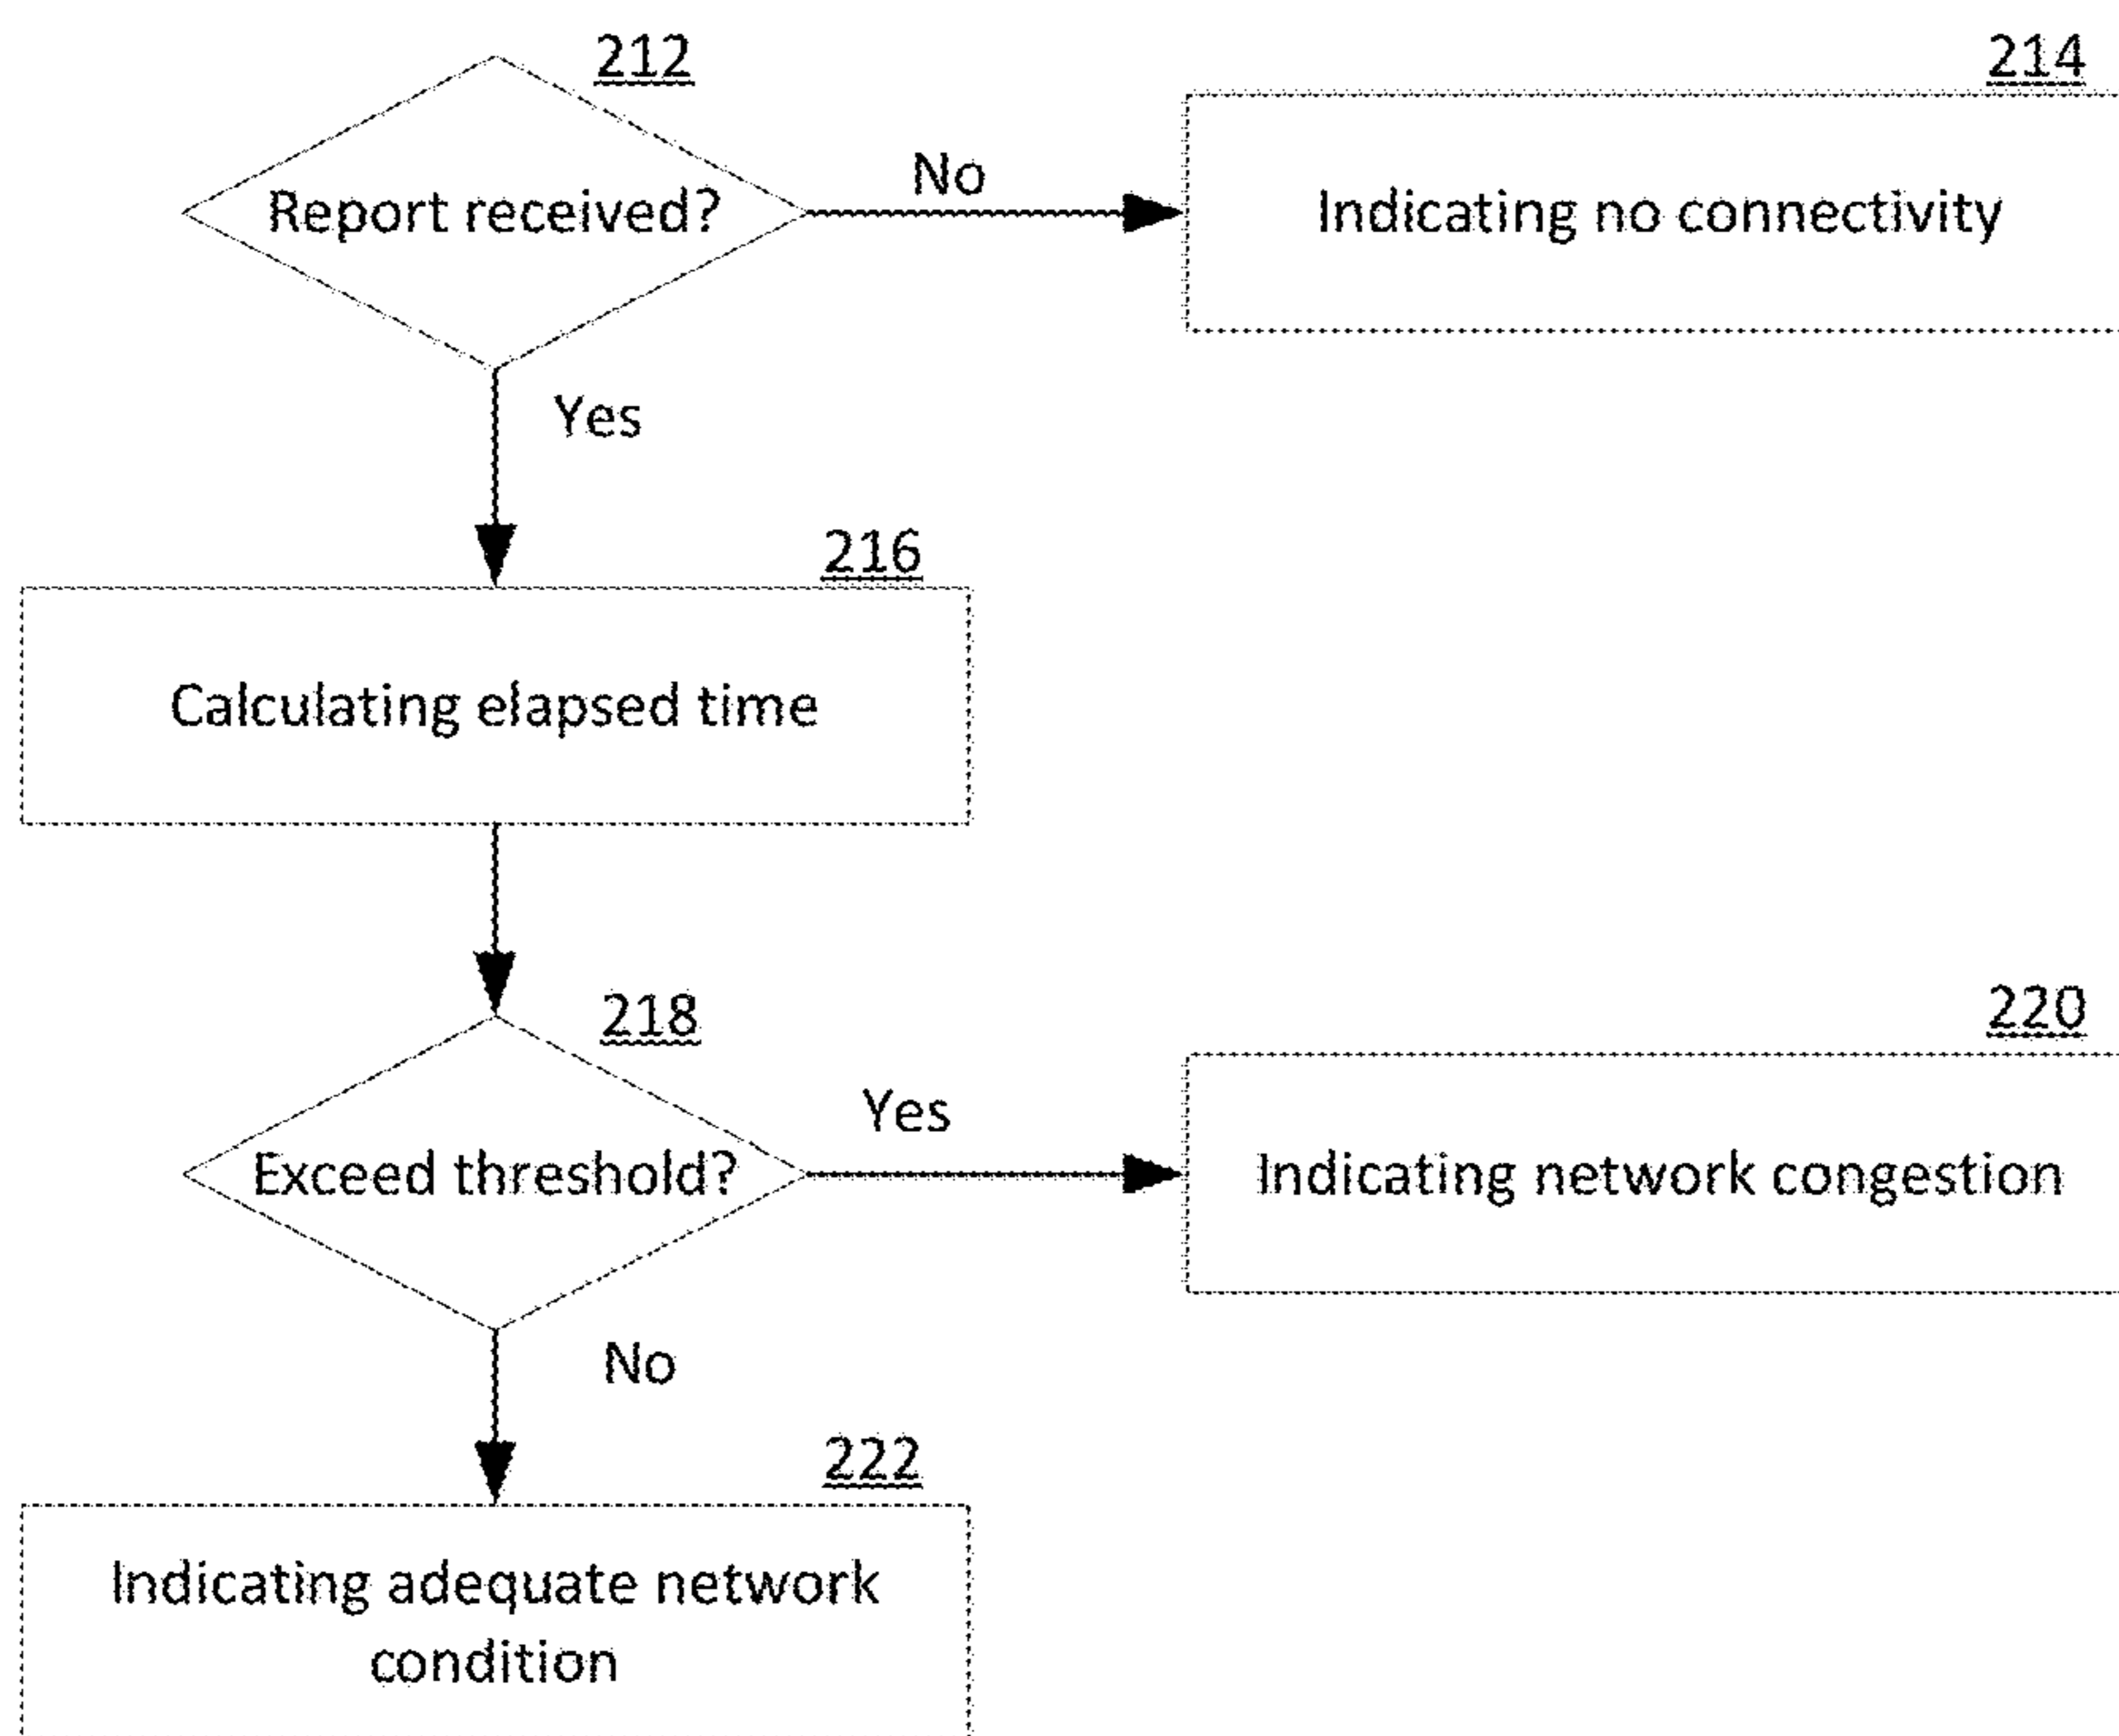 212
214
Report received?
No
Indicating no connectivity
Yes
216
Calculating elapsed time
218
220
Exceed threshold?
Yes
Indicating network congestion
No
222
Indicating adequate network
condition